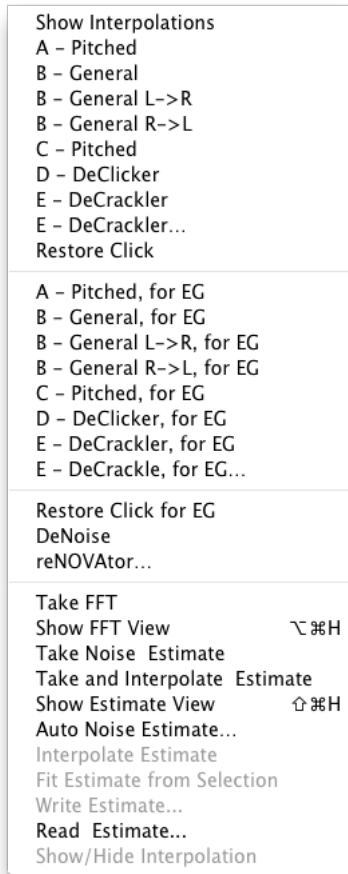 Show Interpolations
A – Pitched
B – General
B – General L->R
B – General R->L
C – Pitched
D – DeClicker
E – DeCrackler
E – DeCrackler...
Restore Click
A – Pitched, for EG
B – General, for EG
B – General L->R, for EG
B – General R->L, for EG
C – Pitched, for EG
D – DeClicker, for EG
E – DeCrackler, for EG
E – DeCrackle, for EG...
Restore Click for EG
DeNoise
reNOVAtor...
Take FFT
Show FFT View ⌥⌘H
Take Noise  Estimate
Take and Interpolate  Estimate
Show Estimate View ⇧⌘H
Auto Noise Estimate...
Interpolate Estimate
Fit Estimate from Selection
Write Estimate...
Read  Estimate...
Show/Hide Interpolation